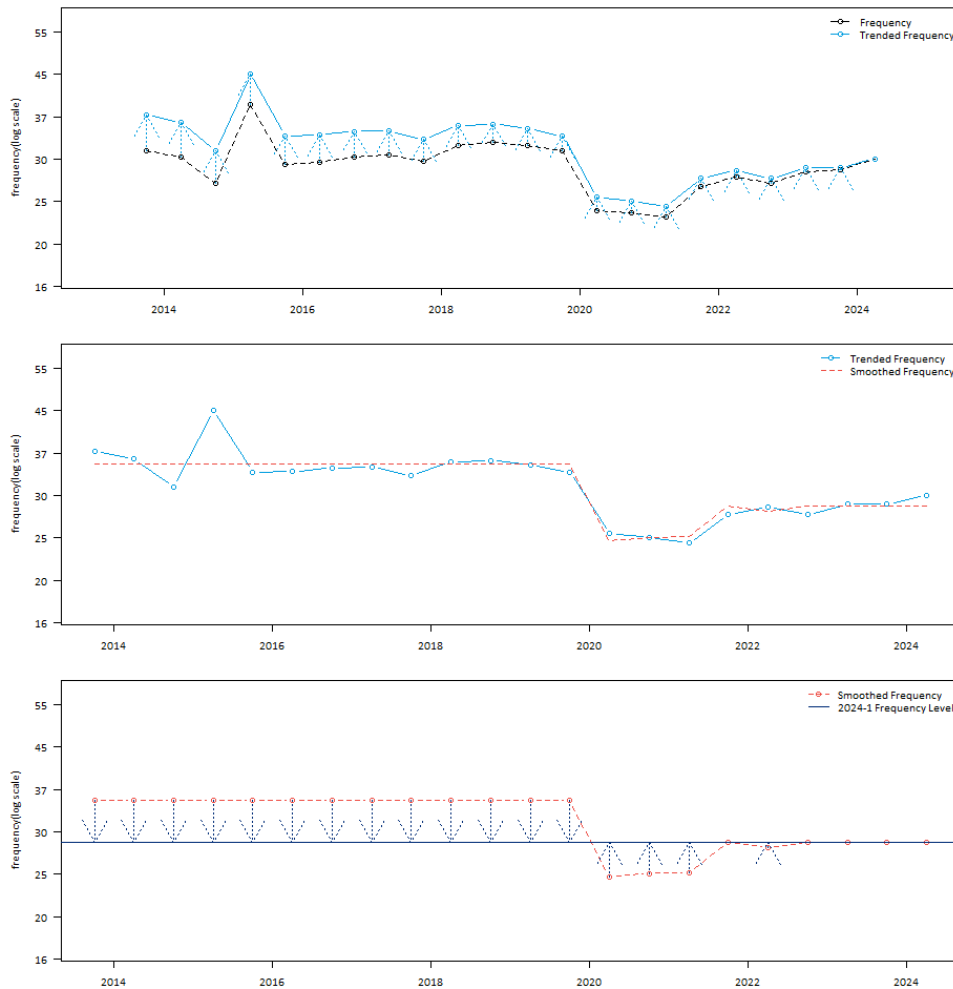 Frequency
Trended Frequency
frequency(log scale)
55
45
37
30
25
20
16
2014 2016 2018 2020 2022 2024
Trended Frequency
Smoothed Frequency
frequency(log scale)
55
45
37
30
25
20
16
2014 2016 2018 2020 2022 2024
Smoothed Frequency
2024-1 Frequency Level
frequency(log scale)
55
45
37
30
25
20
16
2014 2016 2018 2020 2022 2024